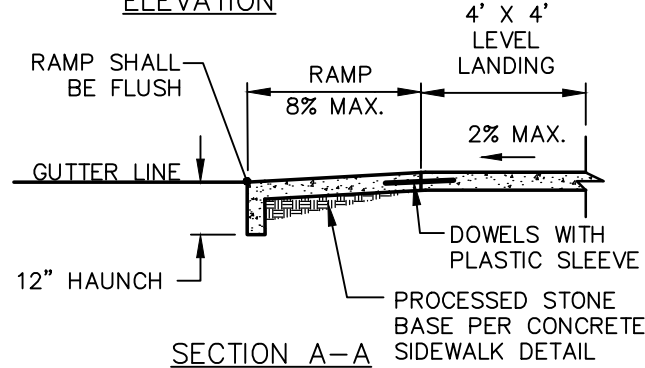 ELEVATION
4' X 4'
LEVEL
LANDING
RAMP SHALL
BE FLUSH
RAMP
8% MAX.
2% MAX.
GUTTER LINE
12" HAUNCH
DOWELS WITH
PLASTIC SLEEVE
PROCESSED STONE
BASE PER CONCRETE
SIDEWALK DETAIL
SECTION A-A